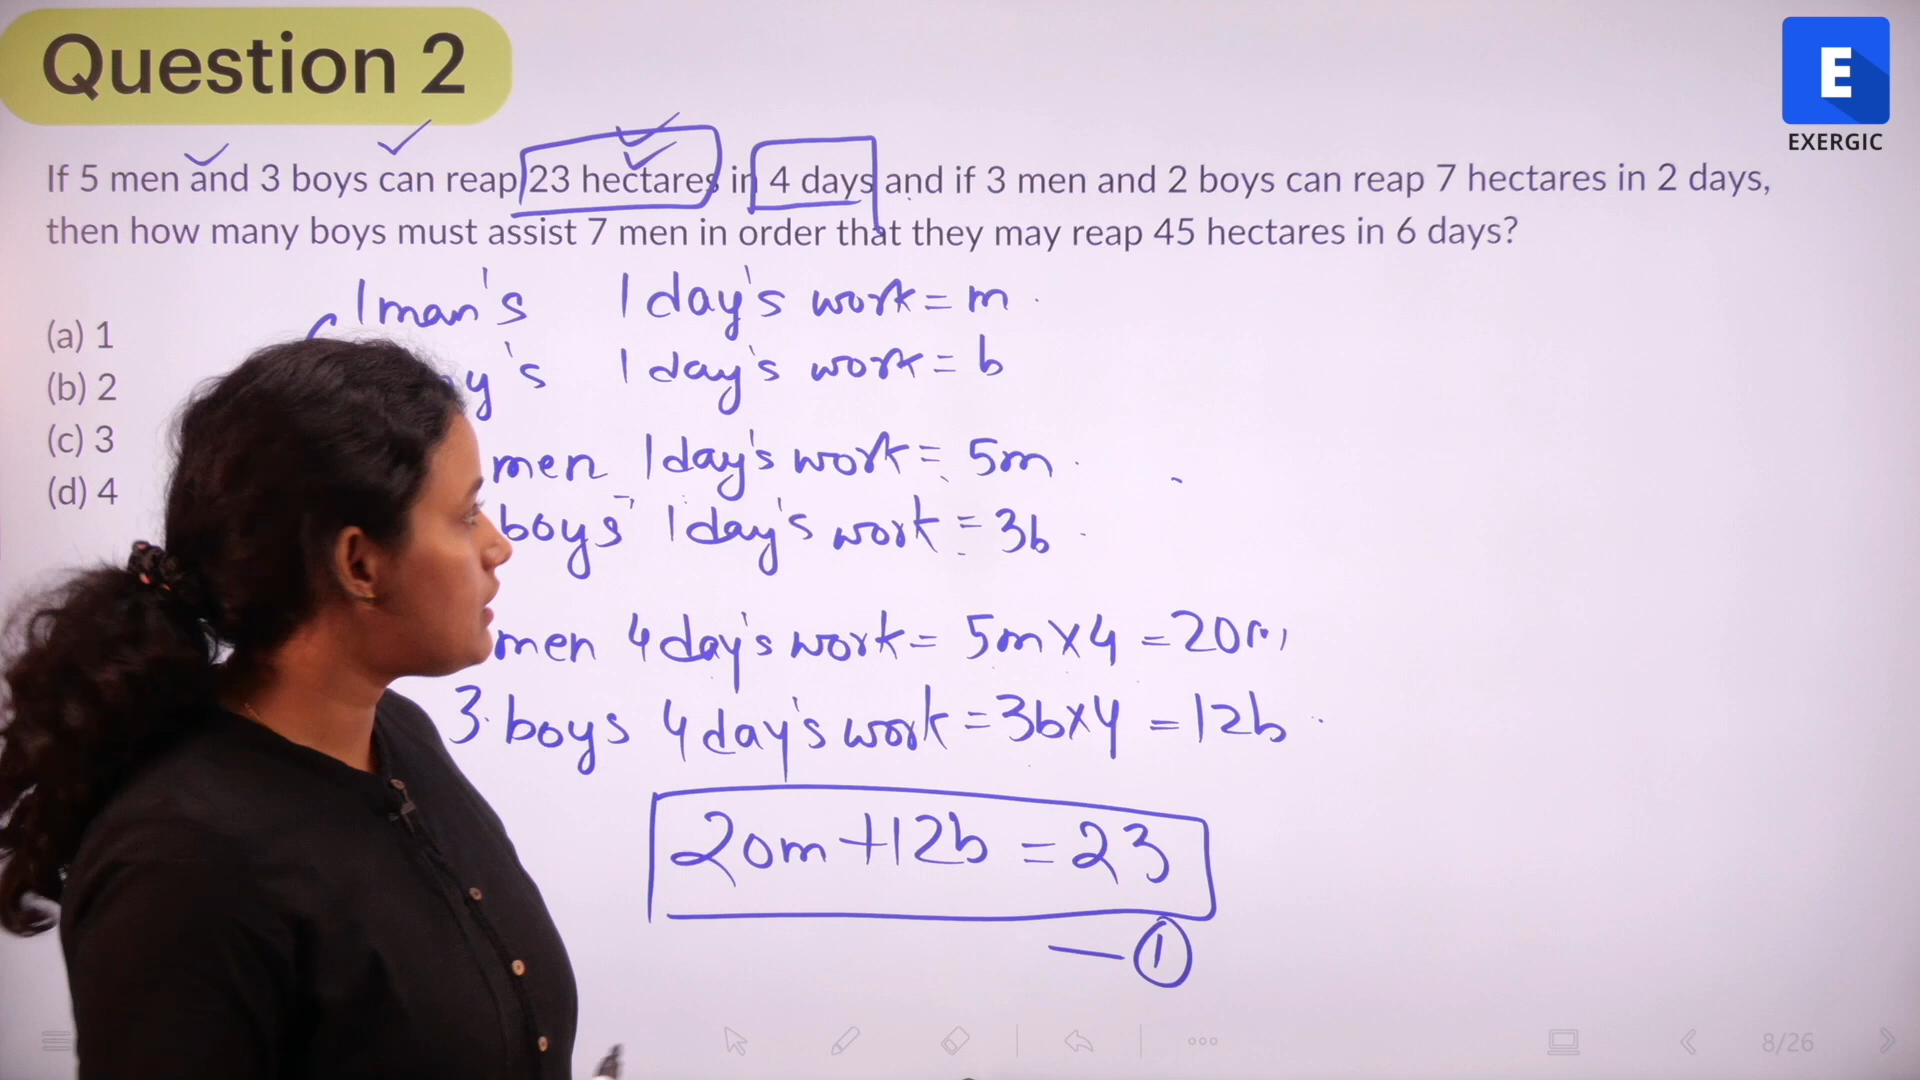 Question 2
E
EXERGIC
If 5 men and 3 boys can reap 23 hectares in 4 days and if 3 men and 2 boys can reap 7 hectares in 2 days,
then how many boys must assist 7 men in order that they may reap 45 hectares in 6 days?
(a) 1
(b) 2
(c) 3
(d) 4
1 man's 1 day's work = m
y's 1 day's work = b
men 1 day's work = 5m
boys' 1 day's work = 3b
men 4 day's work = 5m×4 = 20m
3 boys 4 day's work = 3b×4 = 12b
20m+12b = 23
— 1
8/26